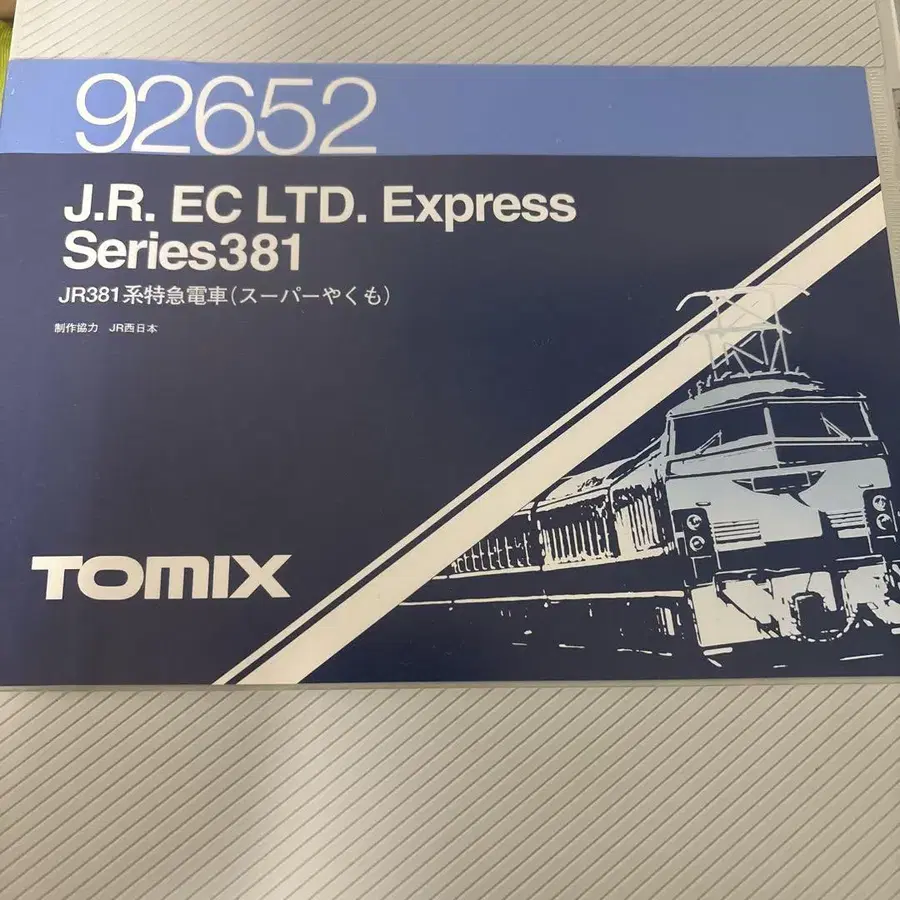 92652
J.R. EC LTD. Express
Series381
JR381系特急電車(スーパーやくも)
制作協力 JR西日本
TOMIX